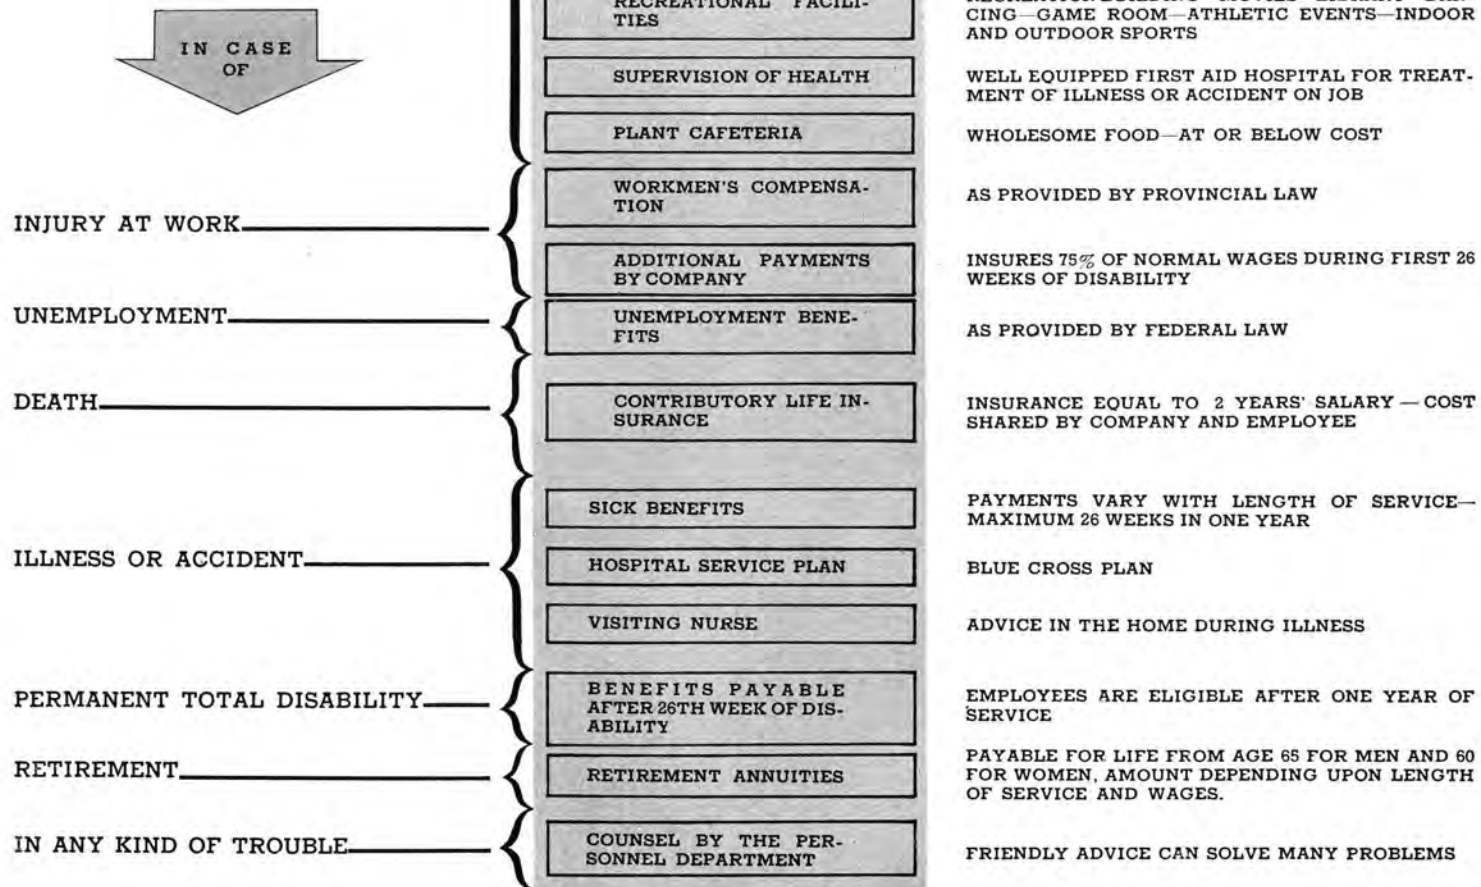 RECREATIONAL FACILI-
TIES
CING—GAME ROOM—ATHLETIC EVENTS—INDOOR
AND OUTDOOR SPORTS
IN CASE
OF
SUPERVISION OF HEALTH
WELL EQUIPPED FIRST AID HOSPITAL FOR TREAT-
MENT OF ILLNESS OR ACCIDENT ON JOB
PLANT CAFETERIA
WHOLESOME FOOD—AT OR BELOW COST
INJURY AT WORK
WORKMEN'S COMPENSA-
TION
AS PROVIDED BY PROVINCIAL LAW
ADDITIONAL PAYMENTS
BY COMPANY
INSURES 75% OF NORMAL WAGES DURING FIRST 26
WEEKS OF DISABILITY
UNEMPLOYMENT
UNEMPLOYMENT BENE-
FITS
AS PROVIDED BY FEDERAL LAW
DEATH
CONTRIBUTORY LIFE IN-
SURANCE
INSURANCE EQUAL TO 2 YEARS' SALARY — COST
SHARED BY COMPANY AND EMPLOYEE
ILLNESS OR ACCIDENT
SICK BENEFITS
PAYMENTS VARY WITH LENGTH OF SERVICE—
MAXIMUM 26 WEEKS IN ONE YEAR
HOSPITAL SERVICE PLAN
BLUE CROSS PLAN
VISITING NURSE
ADVICE IN THE HOME DURING ILLNESS
PERMANENT TOTAL DISABILITY
BENEFITS PAYABLE
AFTER 26TH WEEK OF DIS-
ABILITY
EMPLOYEES ARE ELIGIBLE AFTER ONE YEAR OF
SERVICE
RETIREMENT
RETIREMENT ANNUITIES
PAYABLE FOR LIFE FROM AGE 65 FOR MEN AND 60
FOR WOMEN, AMOUNT DEPENDING UPON LENGTH
OF SERVICE AND WAGES.
IN ANY KIND OF TROUBLE
COUNSEL BY THE PER-
SONNEL DEPARTMENT
FRIENDLY ADVICE CAN SOLVE MANY PROBLEMS